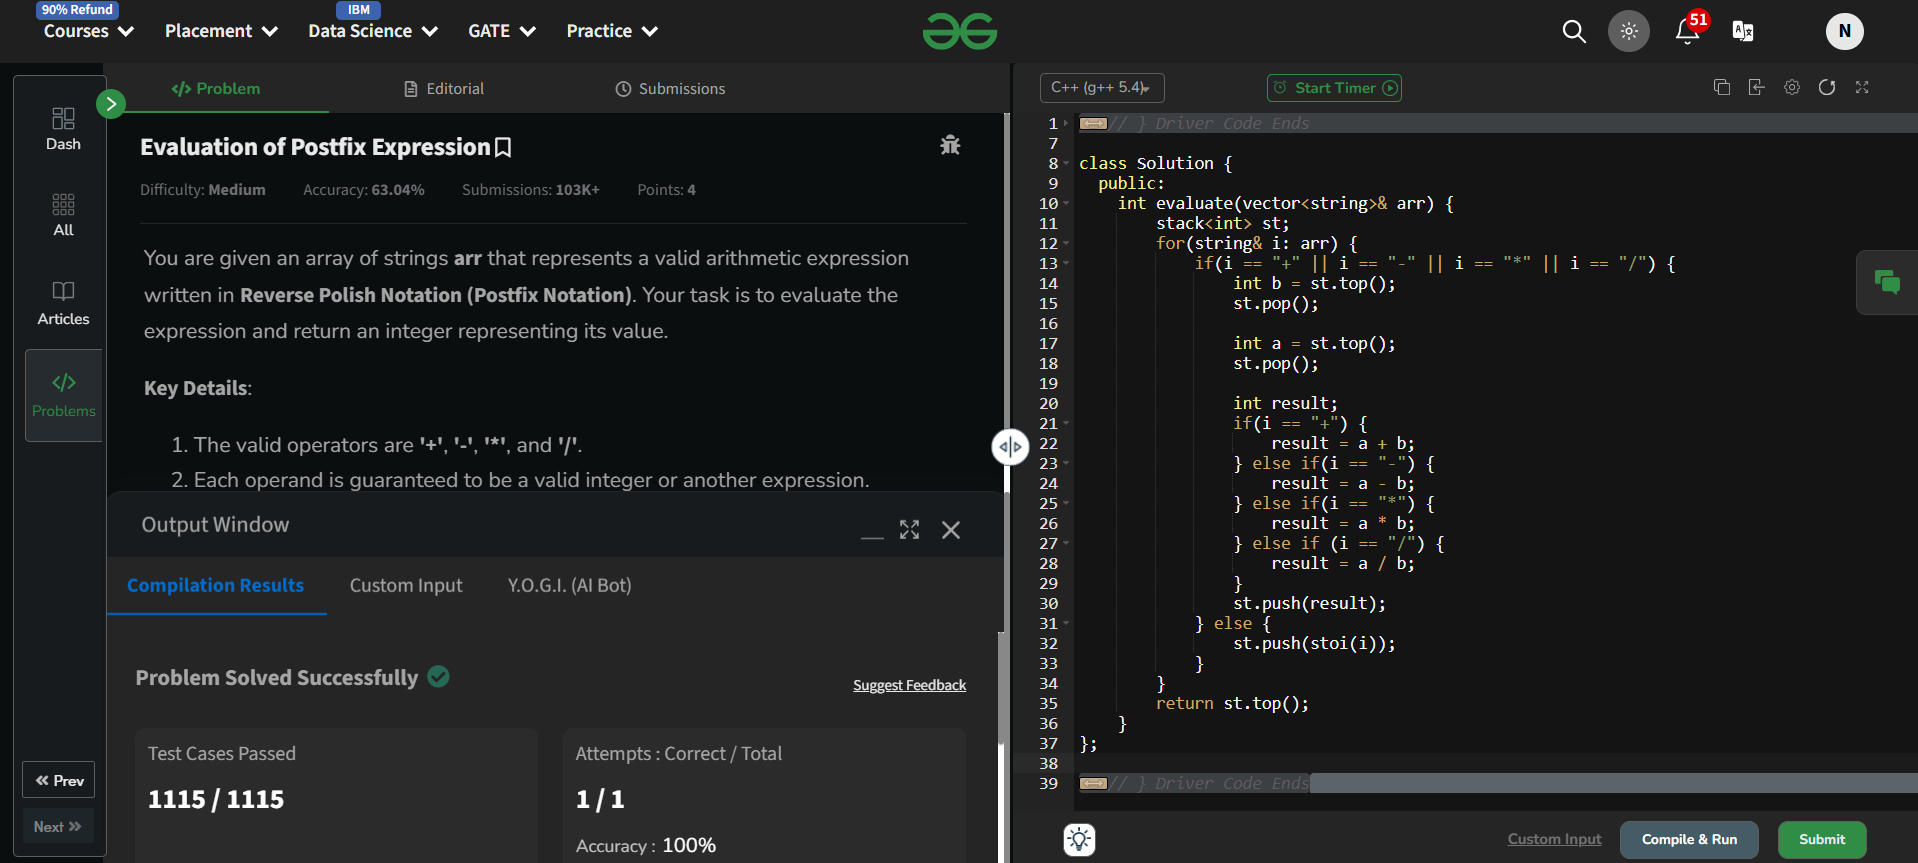 90% Refund
IBM
Courses
Placement
Data Science
GATE
Practice
51
N
Dash
All
Articles
Problems
Prev
Next
Problem
Editorial
Submissions
Evaluation of Postfix Expression
Difficulty: Medium Accuracy: 63.04% Submissions: 103K+ Points: 4
You are given an array of strings arr that represents a valid arithmetic expression
written in Reverse Polish Notation (Postfix Notation). Your task is to evaluate the
expression and return an integer representing its value.
Key Details:
1. The valid operators are '+', '-', '*', and '/'.
2. Each operand is guaranteed to be a valid integer or another expression.
Output Window
Compilation Results
Custom Input
Y.O.G.I. (AI Bot)
Problem Solved Successfully
Suggest Feedback
Test Cases Passed
1115 / 1115
Attempts : Correct / Total
1 / 1
Accuracy : 100%
C++ (g++ 5.4)
Start Timer
1 // } Driver Code Ends
7
8 class Solution {
9   public:
10     int evaluate(vector<string>& arr) {
11         stack<int> st;
12         for(string& i: arr) {
13             if(i == "+" || i == "-" || i == "*" || i == "/") {
14                 int b = st.top();
15                 st.pop();
16
17                 int a = st.top();
18                 st.pop();
19
20                 int result;
21                 if(i == "+") {
22                     result = a + b;
23                 } else if(i == "-") {
24                     result = a - b;
25                 } else if(i == "*") {
26                     result = a * b;
27                 } else if (i == "/") {
28                     result = a / b;
29                 }
30                 st.push(result);
31             } else {
32                 st.push(stoi(i));
33             }
34         }
35         return st.top();
36     }
37 };
38
39 // } Driver Code Ends
Custom Input
Compile & Run
Submit